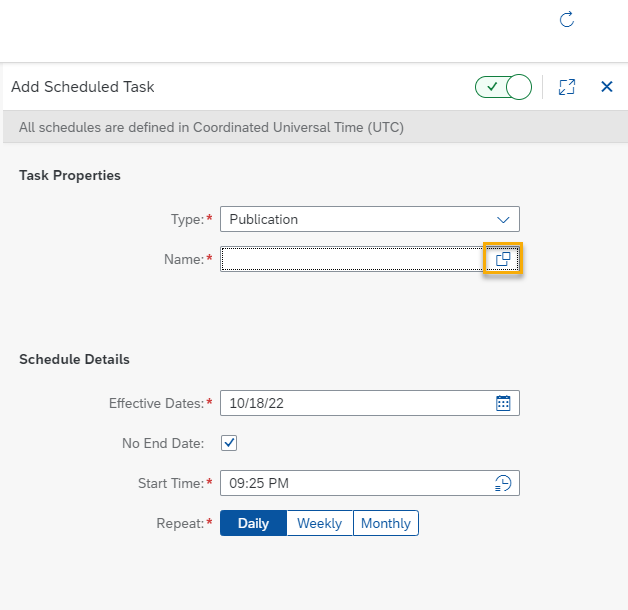 Add Scheduled Task
All schedules are defined in Coordinated Universal Time (UTC)
Task Properties
Type:* Publication
Name:*
Schedule Details
Effective Dates:* 10/18/22
No End Date:
Start Time:* 09:25 PM
Repeat:* Daily Weekly Monthly